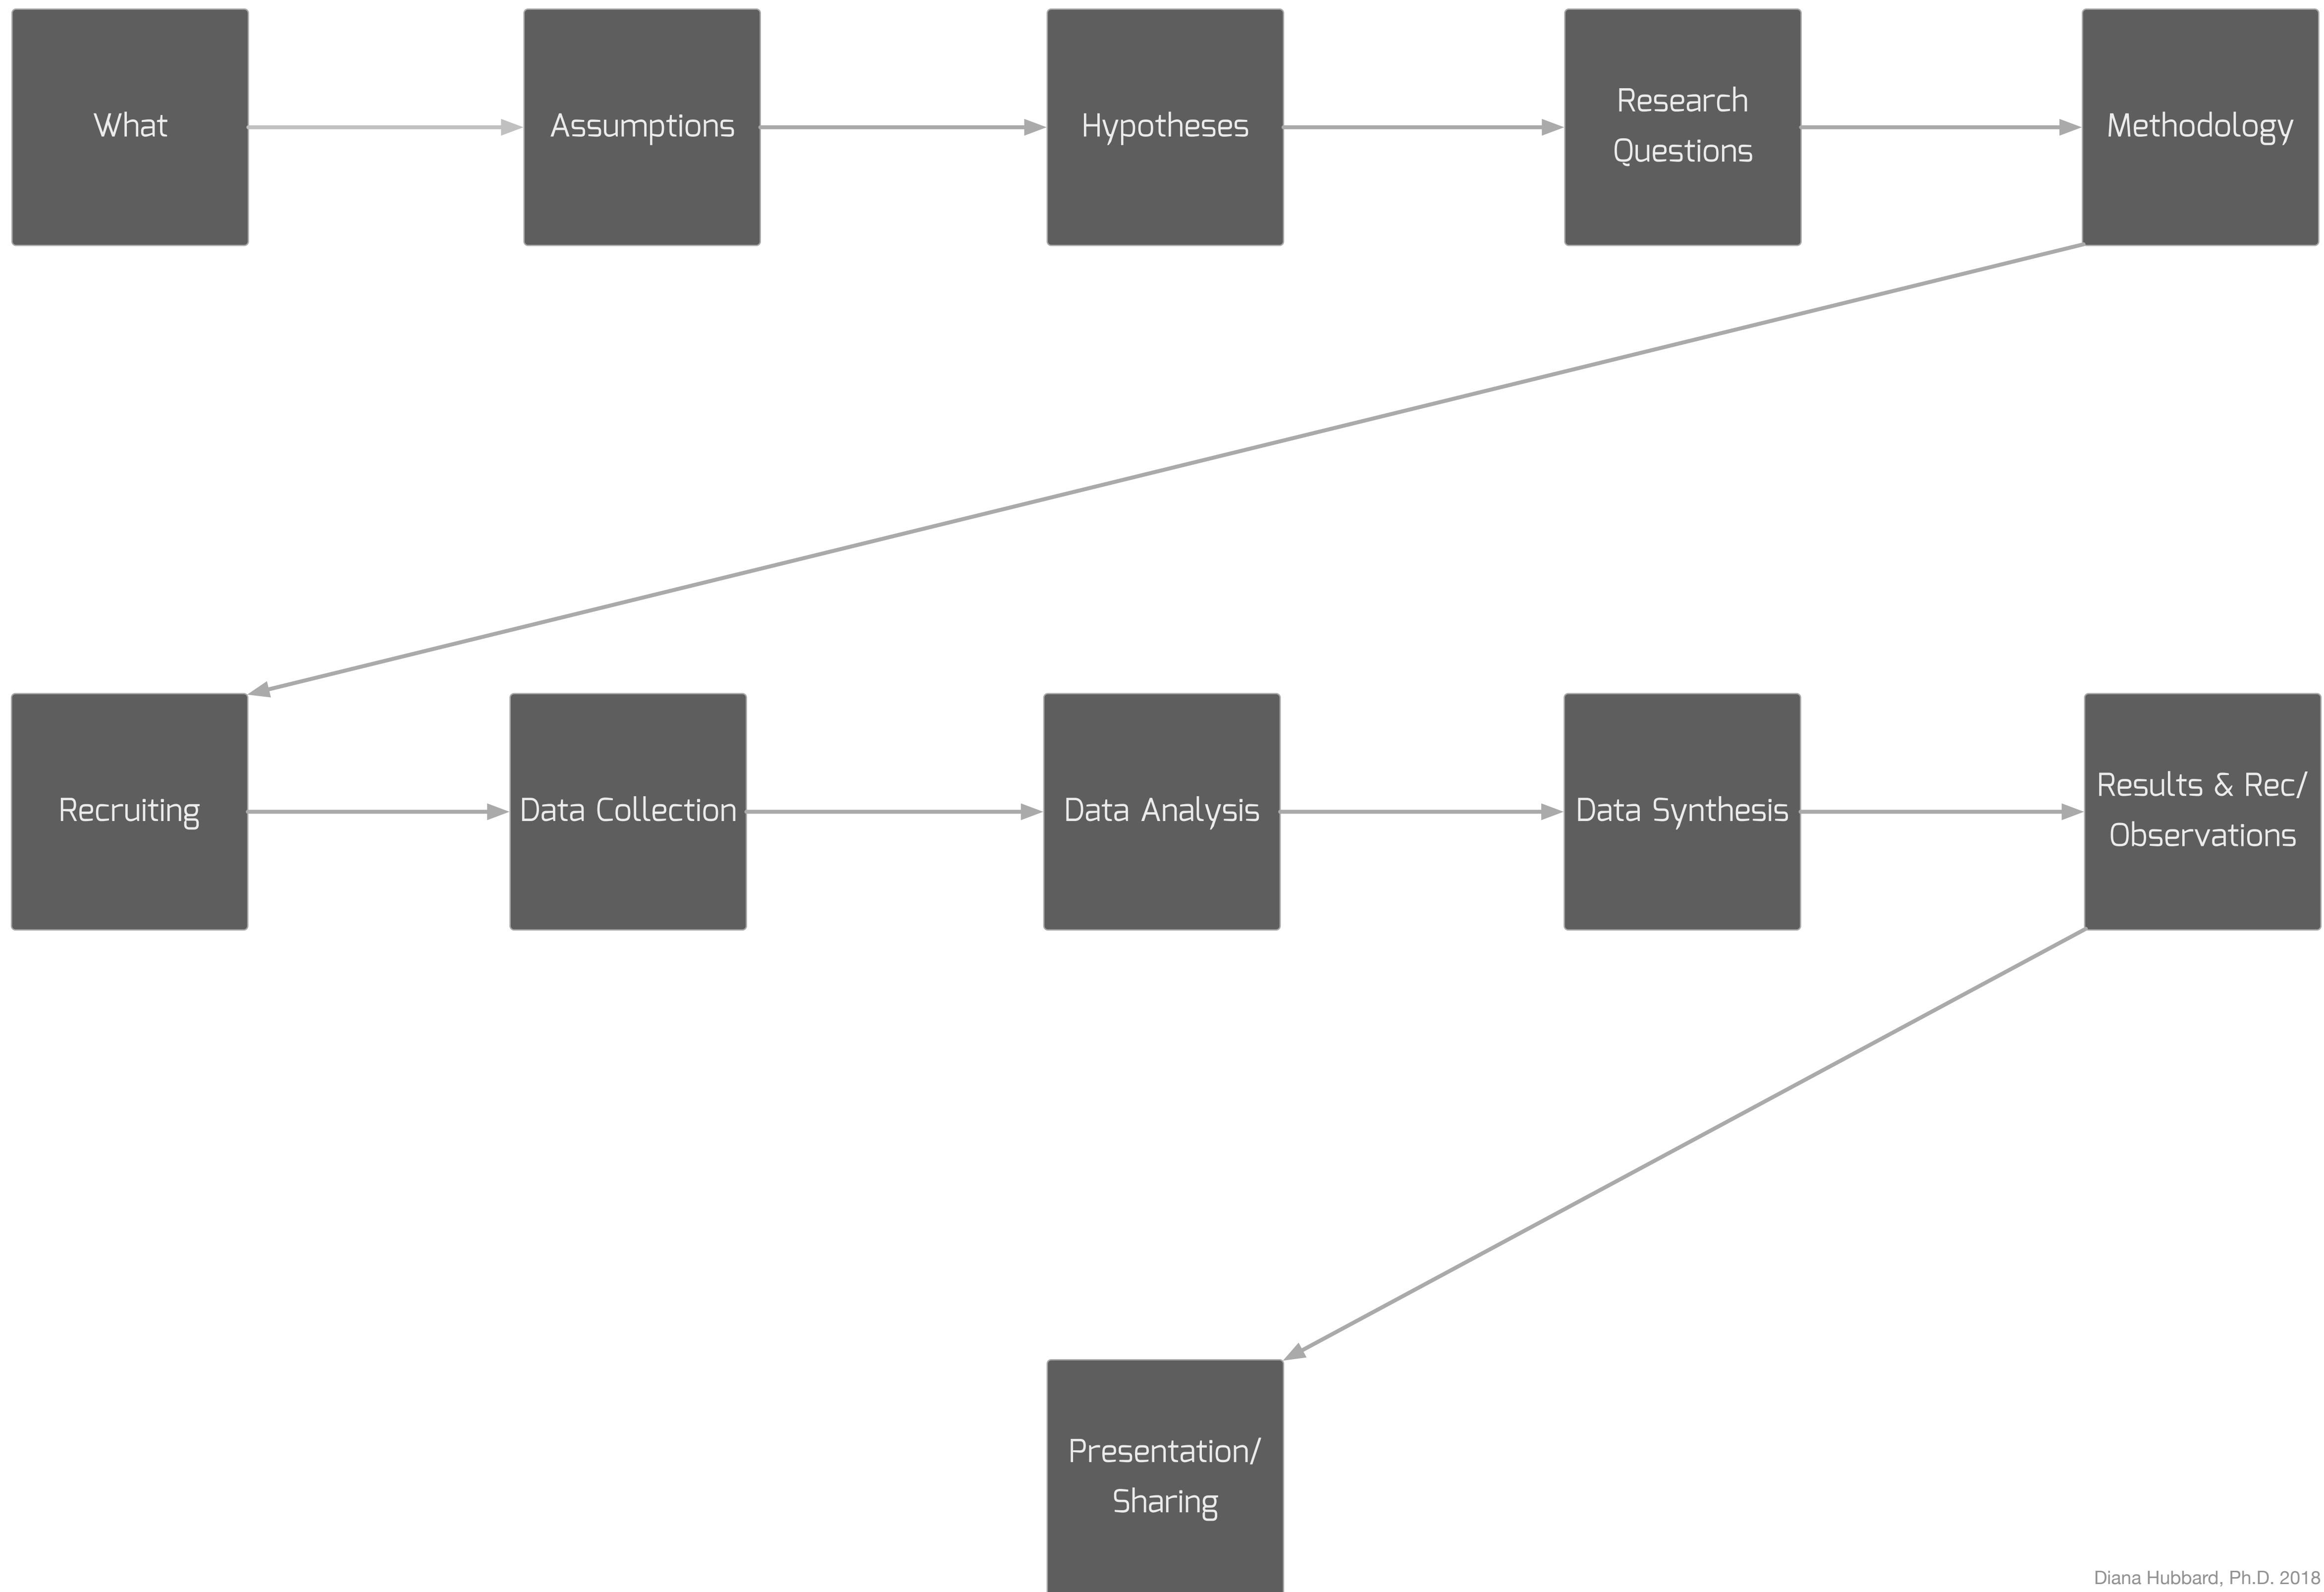 What
Assumptions
Hypotheses
Research
Questions
Methodology
Recruiting
Data Collection
Data Analysis
Data Synthesis
Results & Rec/
Observations
Presentation/
Sharing
Diana Hubbard, Ph.D. 2018